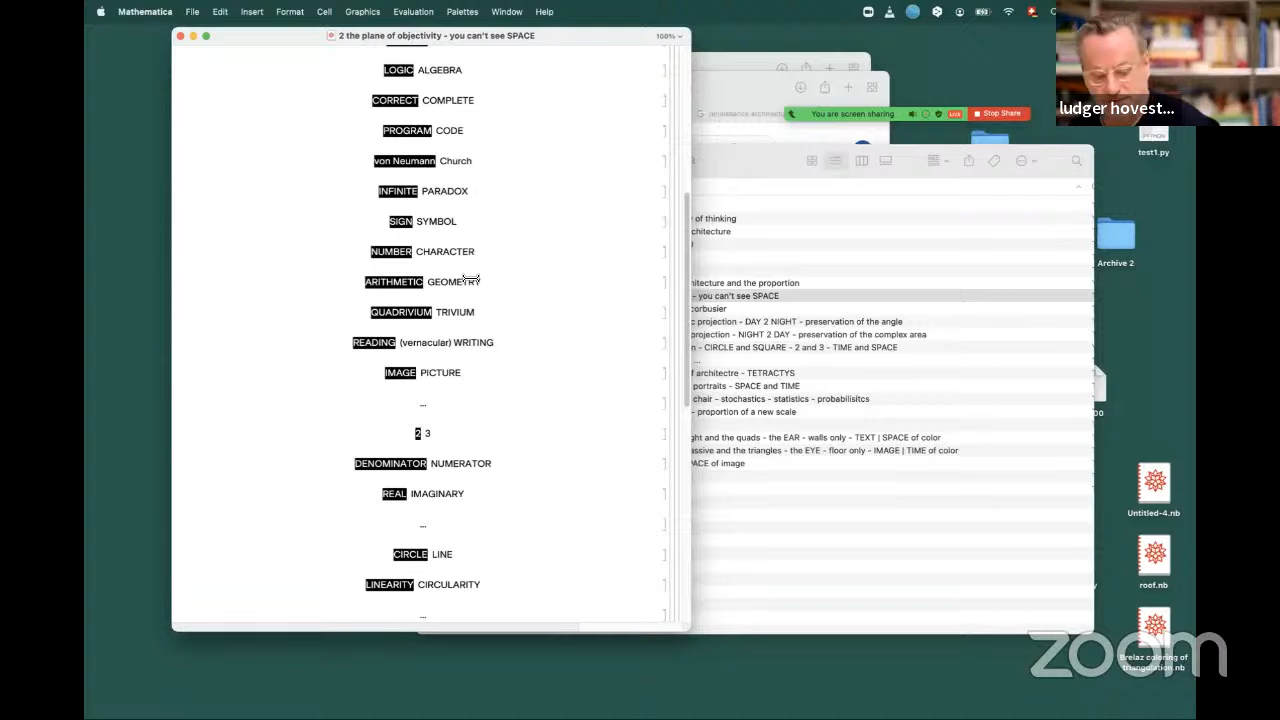 Mathematica File Edit Insert Format Cell Graphics Evaluation Palettes Window Help
2 the plane of objectivity - you can't see SPACE
100%
LOGIC ALGEBRA
CORRECT COMPLETE
PROGRAM CODE
von Neumann Church
INFINITE PARADOX
SIGN SYMBOL
NUMBER CHARACTER
ARITHMETIC GEOMETRY
QUADRIVIUM TRIVIUM
READING (vernacular) WRITING
IMAGE PICTURE
...
2 3
DENOMINATOR NUMERATOR
REAL IMAGINARY
...
CIRCLE LINE
LINEARITY CIRCULARITY
...
You are screen sharing
LIVE
Stop Share
of thinking
and the proportion
- you can't see SPACE
corbusier
projection - DAY 2 NIGHT - preservation of the angle
projection - NIGHT 2 DAY - preservation of the complex area
- CIRCLE and SQUARE - 2 and 3 - TIME and SPACE
...
architectre - TETRACTYS
portraits - SPACE and TIME
chair - stochastics - statistics - probabilisitcs
- proportion of a new scale
and the quads - the EAR - walls only - TEXT | SPACE of color
and the triangles - the EYE - floor only - IMAGE | TIME of color
of image
ludger hovest...
PYTHON
test1.py
Archive 2
Untitled-4.nb
roof.nb
Brelaz coloring of
triangulation.nb
zoom